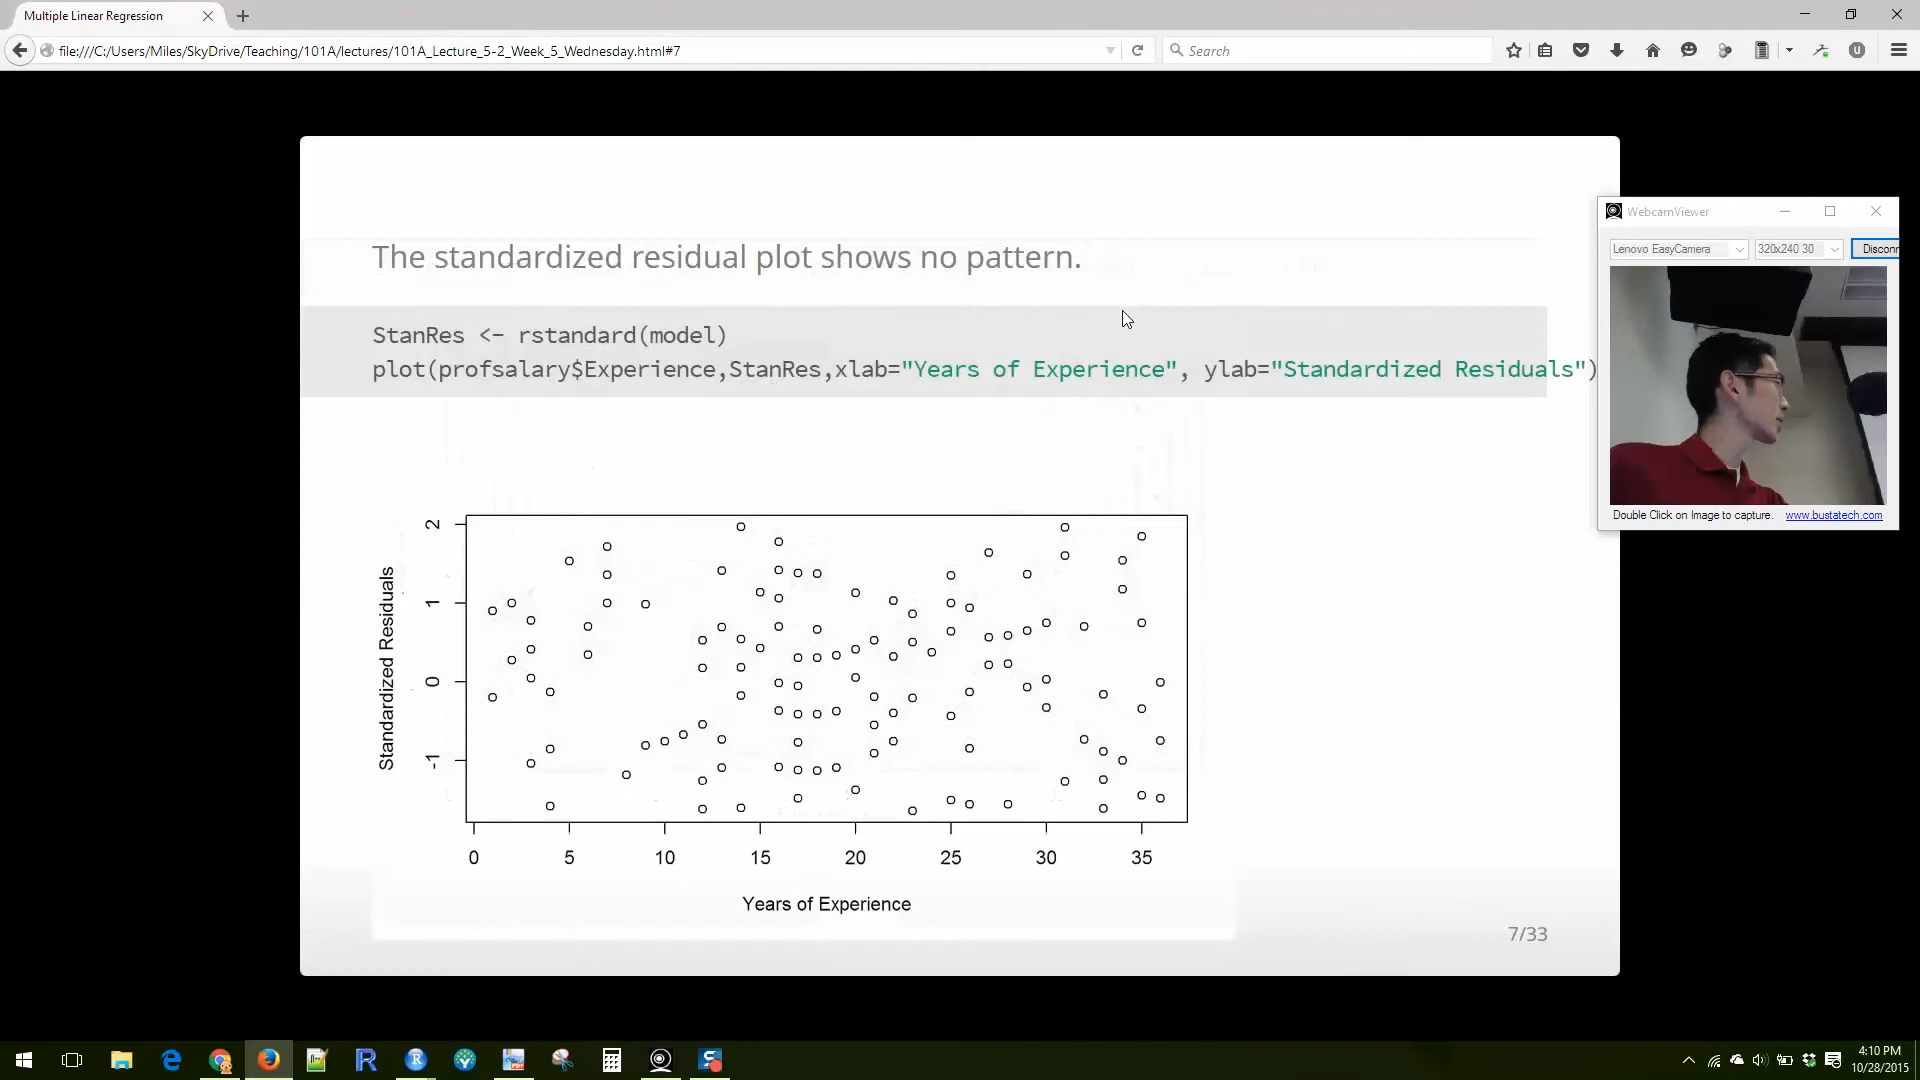 Multiple Linear Regression
file:///C:/Users/Miles/SkyDrive/Teaching/101A/lectures/101A_Lecture_5-2_Week_5_Wednesday.html#7
Search
The standardized residual plot shows no pattern.
StanRes <- rstandard(model)
plot(profsalary$Experience,StanRes,xlab="Years of Experience", ylab="Standardized Residuals")
WebcamViewer
Lenovo EasyCamera
320x240 30
Disconn
Double Click on Image to capture.
www.bustatech.com
Standardized Residuals
2
1
0
-1
0 5 10 15 20 25 30 35
Years of Experience
7/33
4:10 PM
10/28/2015